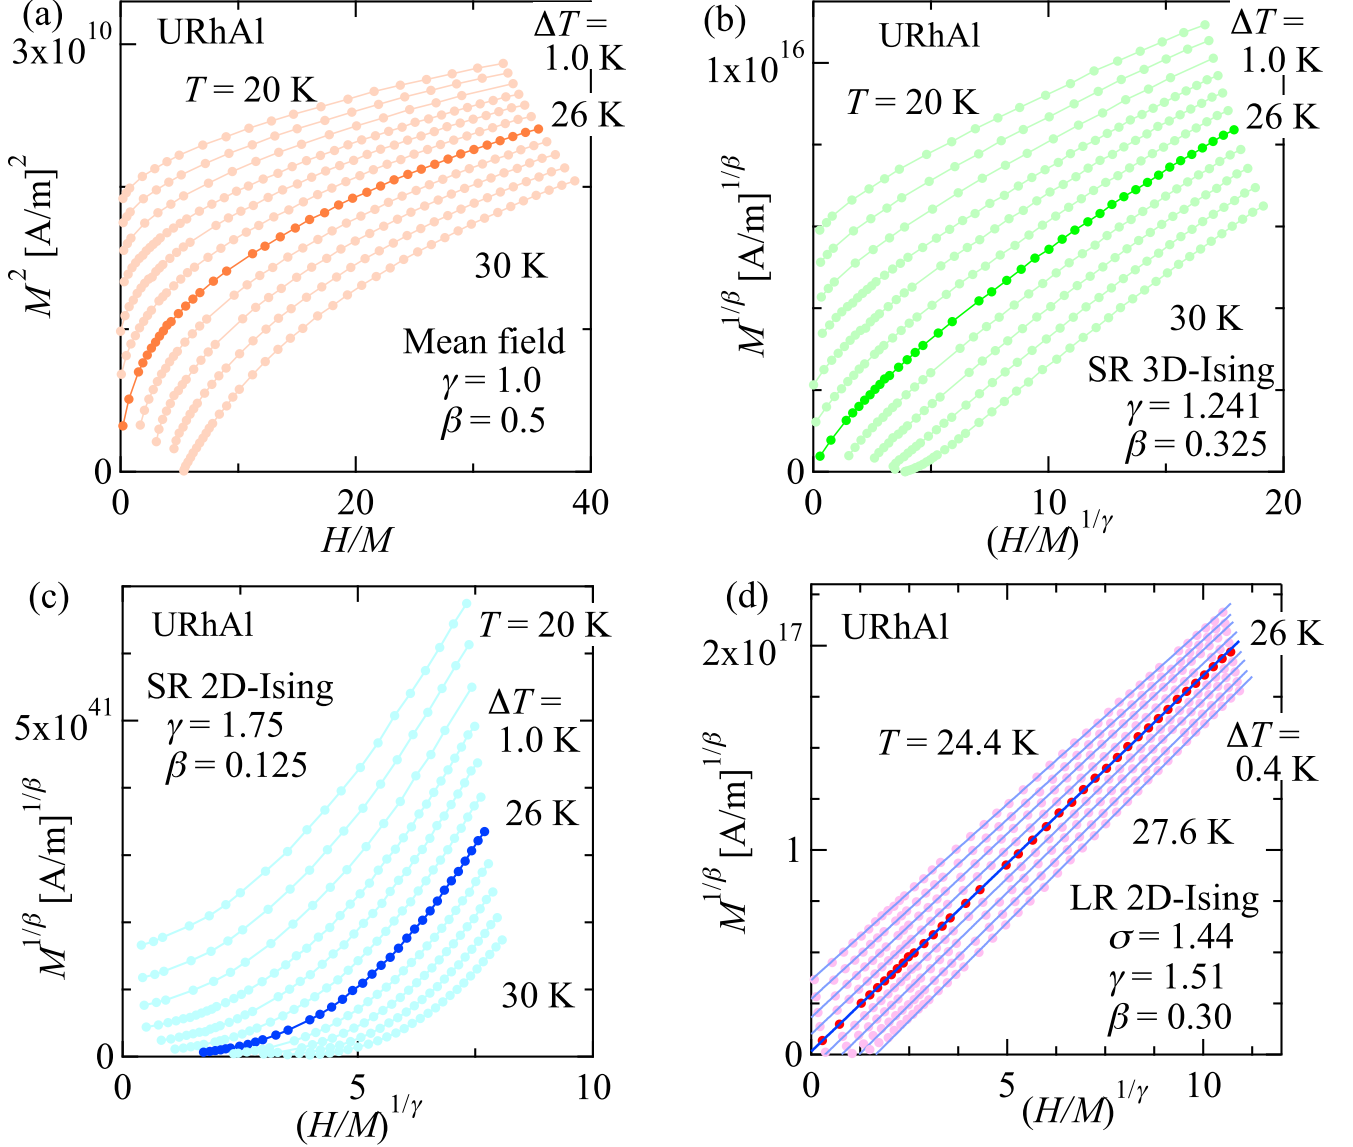 (a)
URhAl
ΔT =
1.0 K
3x10^10
T = 20 K
26 K
M^2 [A/m]^2
30 K
Mean field
γ = 1.0
β = 0.5
0
0 20 40
H/M
(b)
URhAl
ΔT =
1.0 K
1x10^16
T = 20 K
26 K
M^1/β [A/m]^1/β
30 K
SR 3D-Ising
γ = 1.241
β = 0.325
0
0 10 20
(H/M)^1/γ
(c)
URhAl
T = 20 K
SR 2D-Ising
γ = 1.75
β = 0.125
ΔT =
1.0 K
5x10^41
26 K
M^1/β [A/m]^1/β
30 K
0
0 5 10
(H/M)^1/γ
(d)
URhAl
26 K
2x10^17
T = 24.4 K
ΔT =
0.4 K
27.6 K
M^1/β [A/m]^1/β
1
LR 2D-Ising
σ = 1.44
γ = 1.51
β = 0.30
0
0 5 10
(H/M)^1/γ